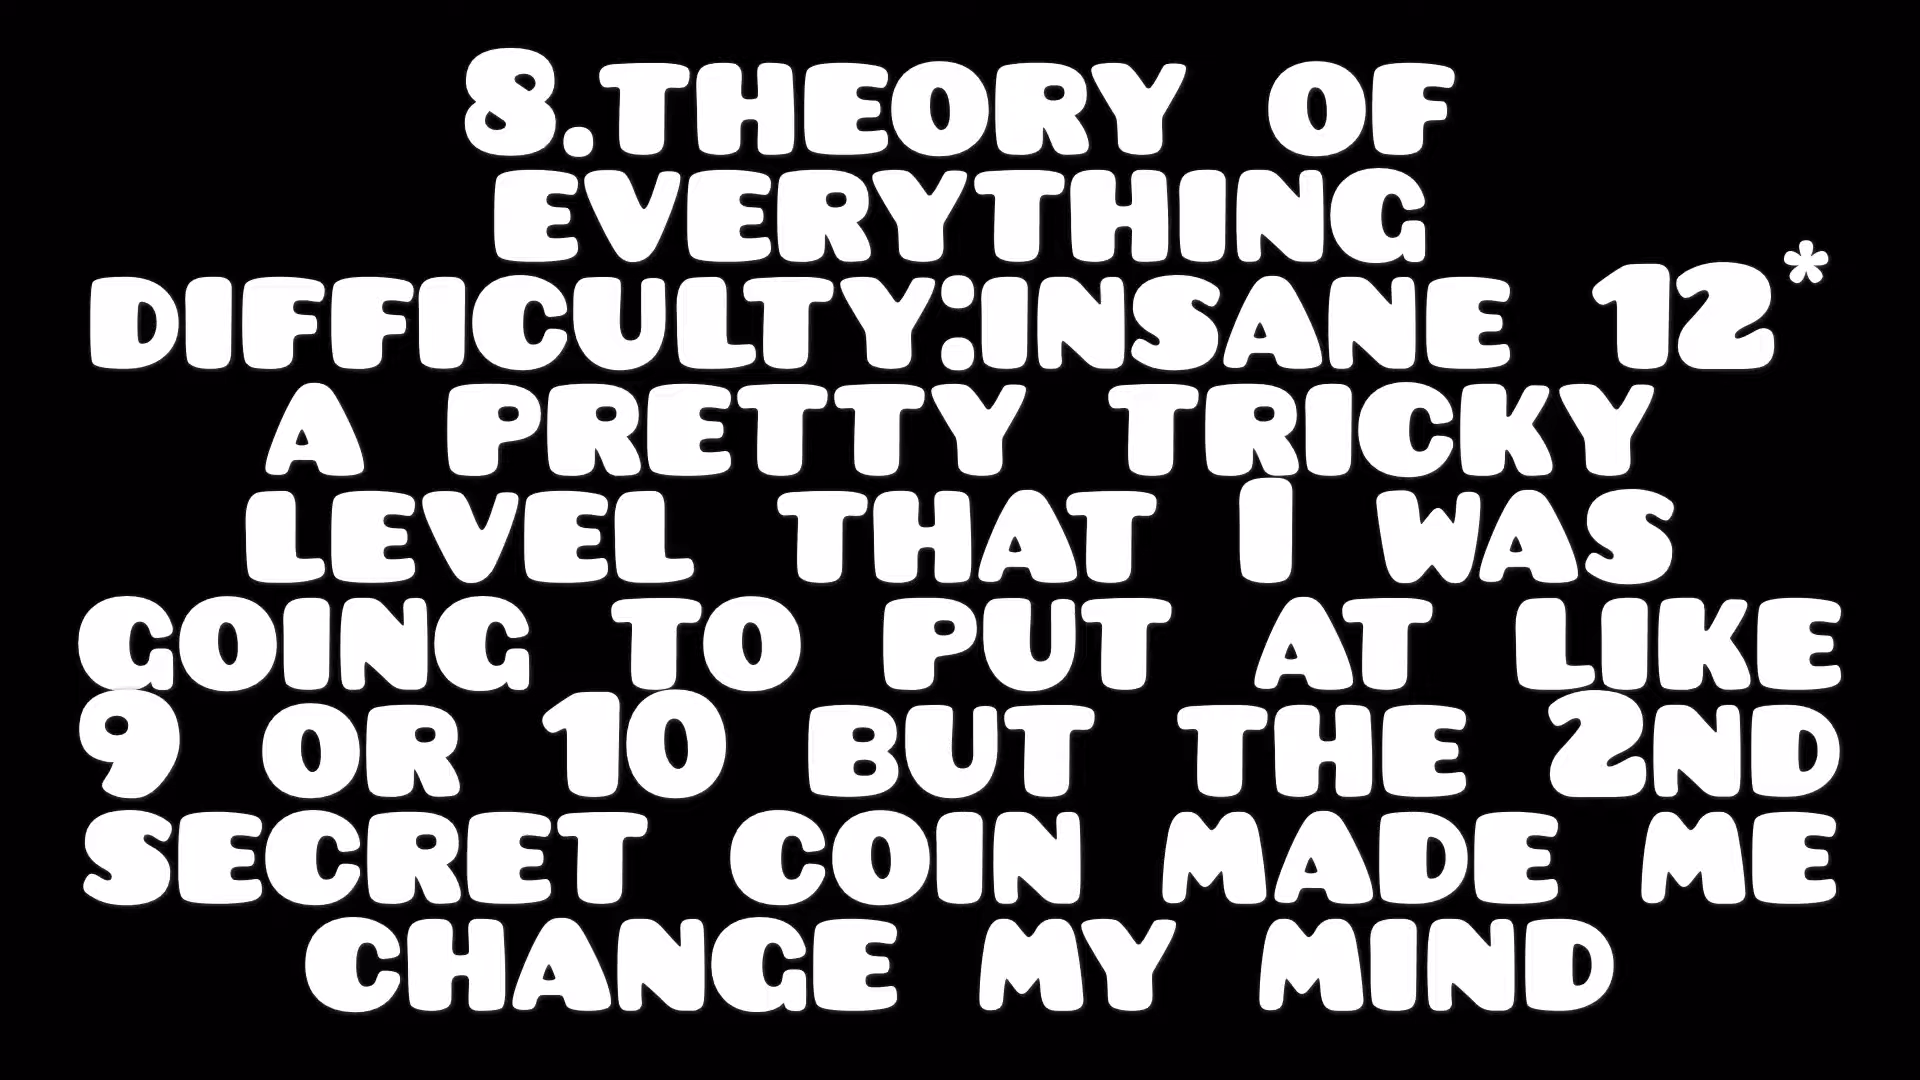 8.THEORY OF
EVERYTHING
DIFFICULTY:INSANE 12*
A PRETTY TRICKY
LEVEL THAT I WAS
GOING TO PUT AT LIKE
9 OR 10 BUT THE 2ND
SECRET COIN MADE ME
CHANGE MY MIND